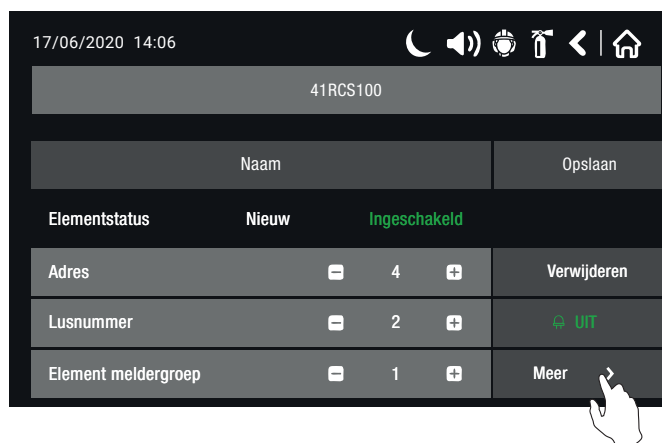 17/06/2020 14:06
41RCS100
Naam Opslaan
Elementstatus Nieuw Ingeschakeld
Adres 4 Verwijderen
Lusnummer 2 UIT
Element meldergroep 1 Meer